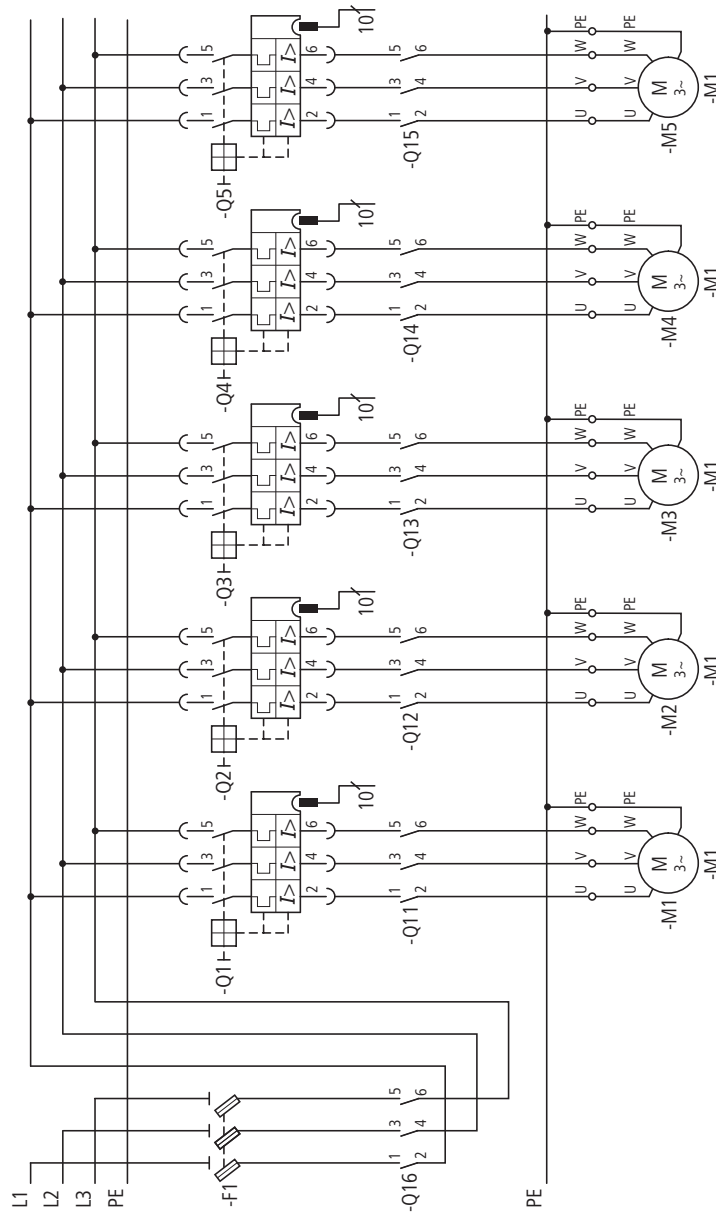 L1
L2
L3
PE
-F1
-Q16
1 3 5
2 4 6
PE
-Q1
1 3 5
I> I> I>
2 4 6
10
-Q11
1 3 5
2 4 6
U V W PE
U V W PE
M
3~
-M1
-M1
-Q2
1 3 5
I> I> I>
2 4 6
10
-Q12
1 3 5
2 4 6
U V W PE
U V W PE
M
3~
-M2
-M1
-Q3
1 3 5
I> I> I>
2 4 6
10
-Q13
1 3 5
2 4 6
U V W PE
U V W PE
M
3~
-M3
-M1
-Q4
1 3 5
I> I> I>
2 4 6
10
-Q14
1 3 5
2 4 6
U V W PE
U V W PE
M
3~
-M4
-M1
-Q5
1 3 5
I> I> I>
2 4 6
10
-Q15
1 3 5
2 4 6
U V W PE
U V W PE
M
3~
-M5
-M1